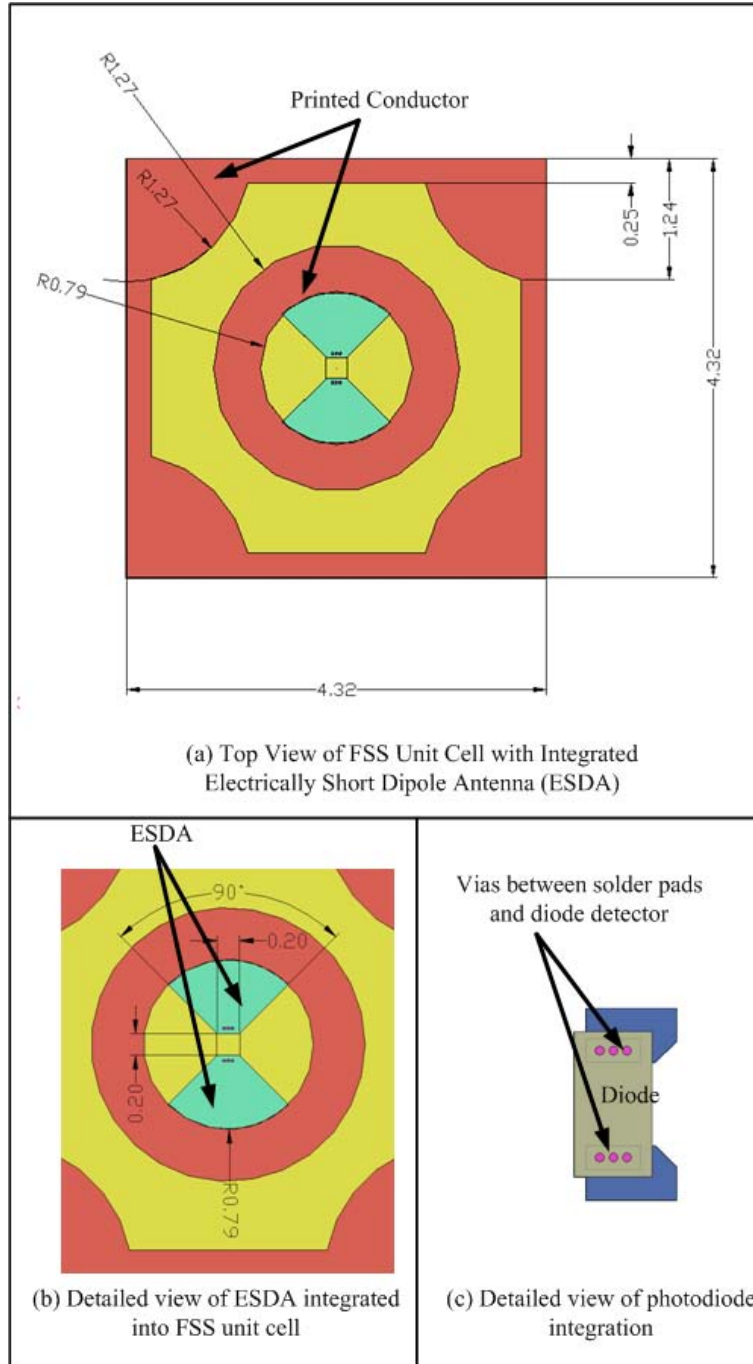 R1.27
Printed Conductor
R1.27
R0.79
0.25
1.24
4.32
4.32
(a) Top View of FSS Unit Cell with Integrated
Electrically Short Dipole Antenna (ESDA)
ESDA
90°
0.20
0.20
R0.79
(b) Detailed view of ESDA integrated
into FSS unit cell
Vias between solder pads
and diode detector
Diode
(c) Detailed view of photodiode
integration